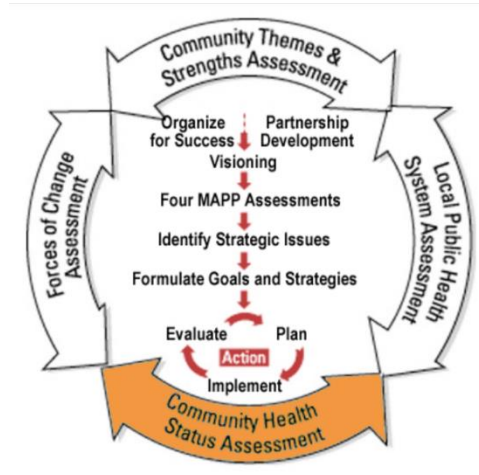 Community Themes &
Strengths Assessment
Organize
for Success
Partnership
Development
Visioning
Four MAPP Assessments
Identify Strategic Issues
Formulate Goals and Strategies
Evaluate
Plan
Action
Implement
Forces of Change
Assessment
Local Public Health
System Assessment
Community Health
Status Assessment